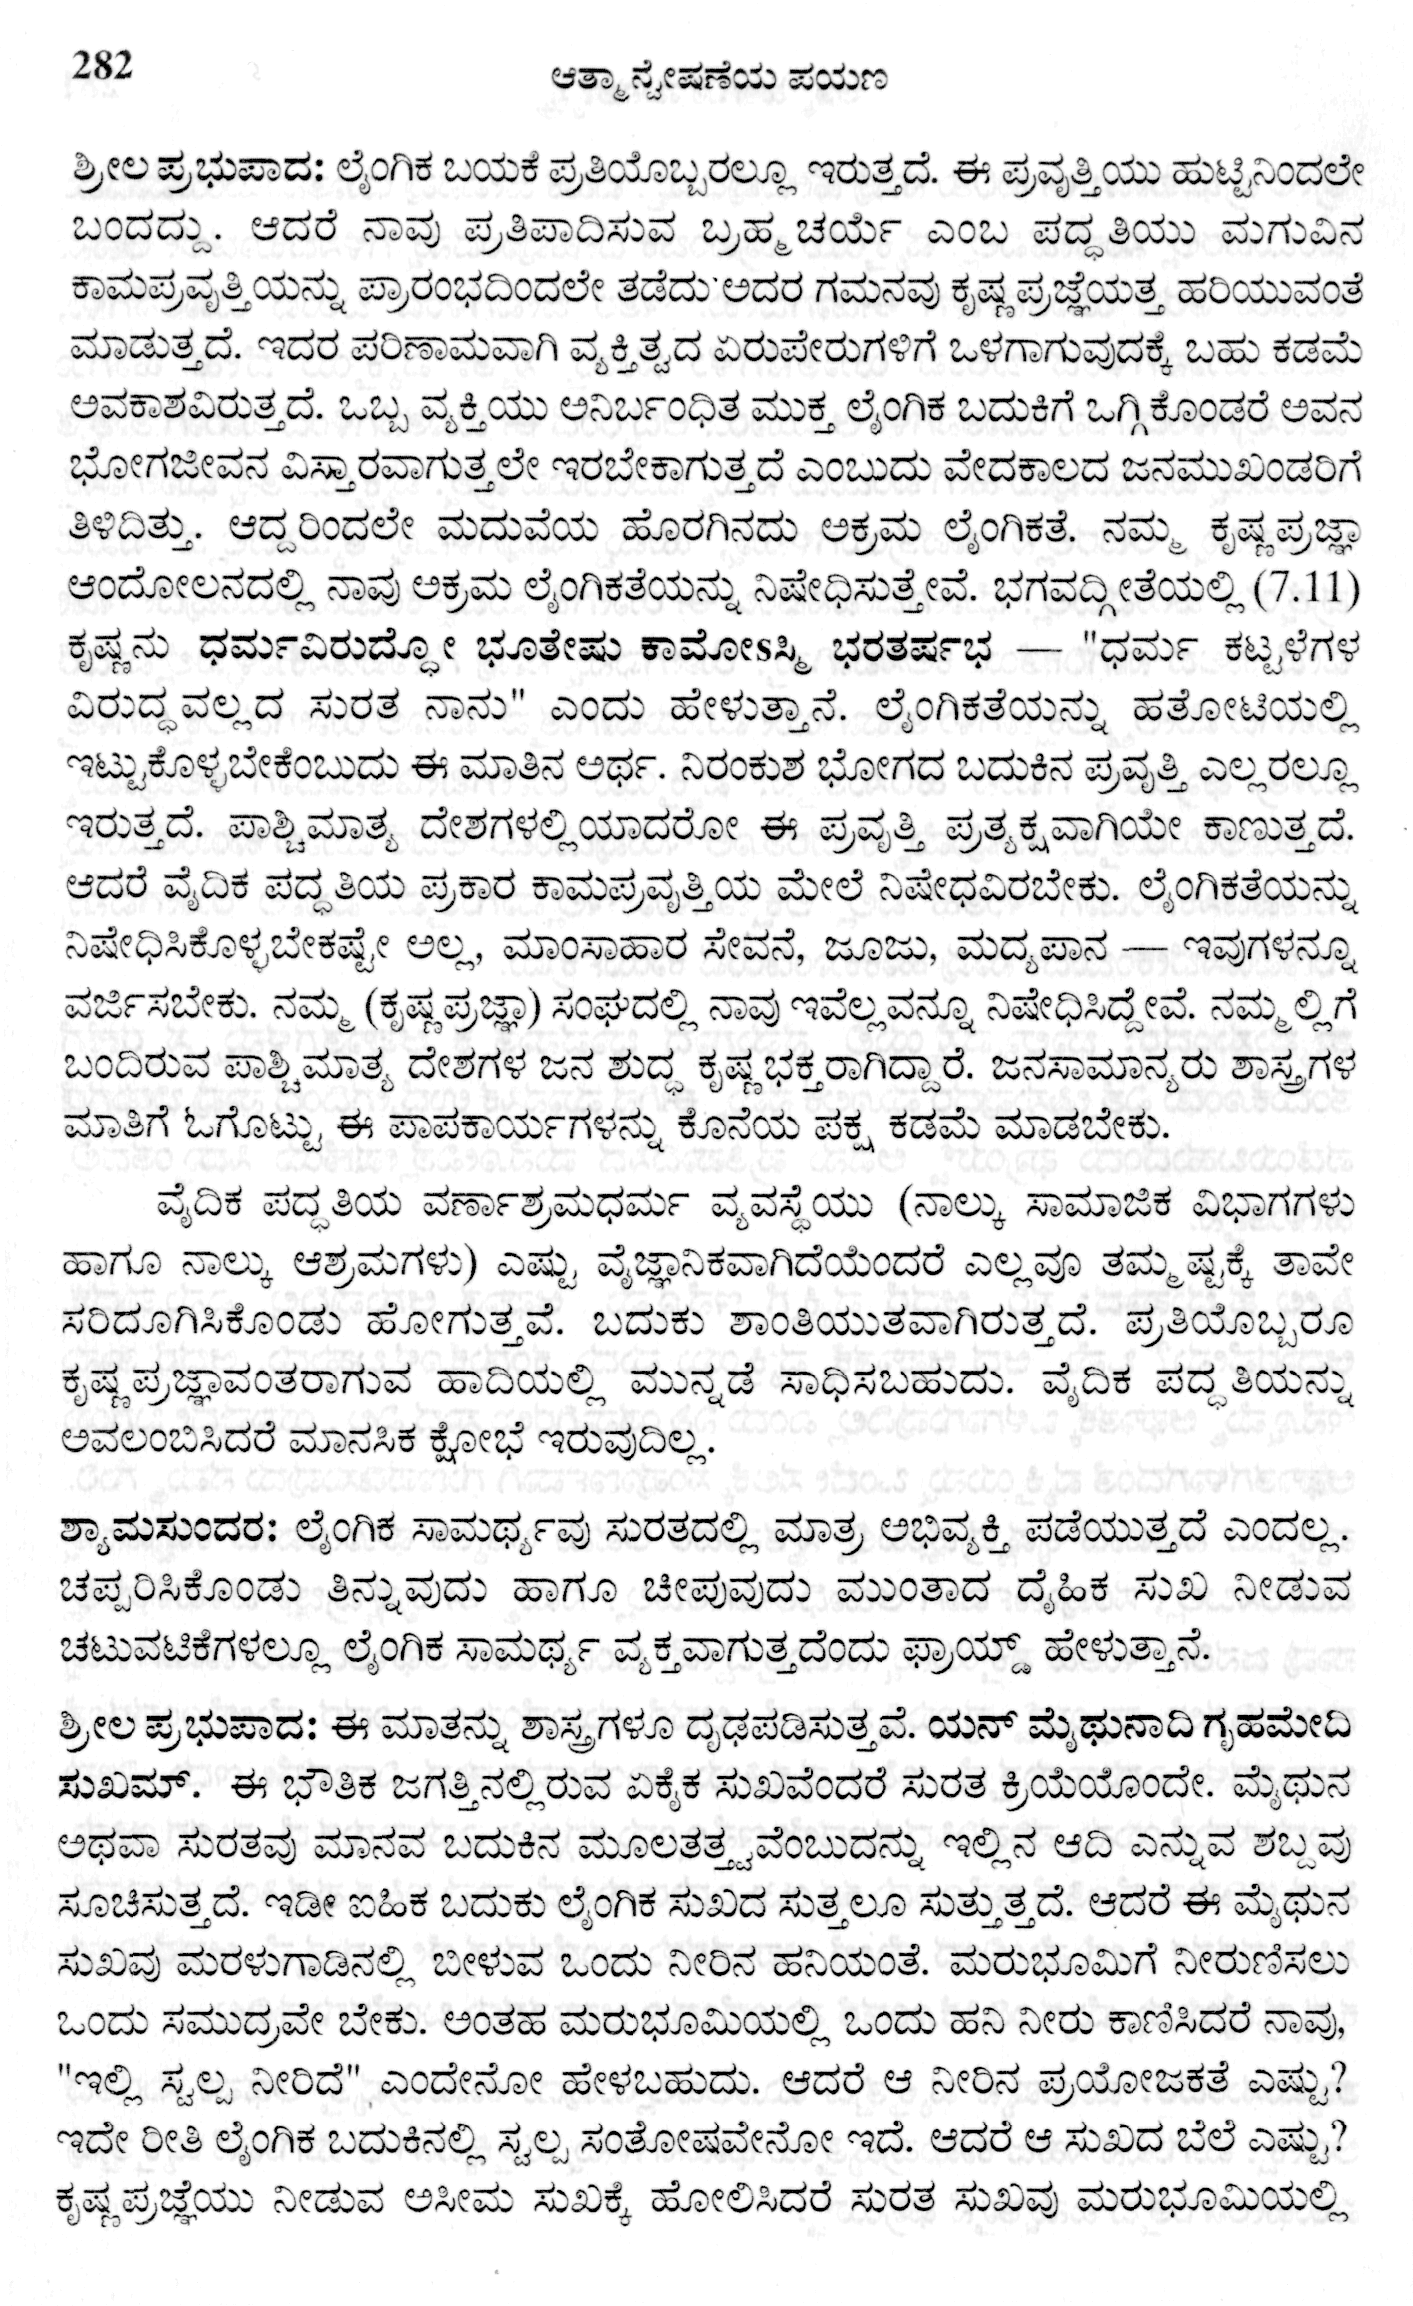 282
ಆತ್ಮಾನ್ವೇಷಣೆಯ ಪಯಣ
ಶ್ರೀಲ ಪ್ರಭುಪಾದ: ಲೈಂಗಿಕ ಬಯಕೆ ಪ್ರತಿಯೊಬ್ಬರಲ್ಲೂ ಇರುತ್ತದೆ. ಈ ಪ್ರವೃತ್ತಿಯು ಹುಟ್ಟಿನಿಂದಲೇ
ಬಂದದ್ದು. ಆದರೆ ನಾವು ಪ್ರತಿಪಾದಿಸುವ ಬ್ರಹ್ಮಚರ್ಯೆ ಎಂಬ ಪದ್ಧತಿಯು ಮಗುವಿನ
ಕಾಮಪ್ರವೃತ್ತಿಯನ್ನು ಪ್ರಾರಂಭದಿಂದಲೇ ತಡೆದು ಅದರ ಗಮನವು ಕೃಷ್ಣಪ್ರಜ್ಞೆಯತ್ತ ಹರಿಯುವಂತೆ
ಮಾಡುತ್ತದೆ. ಇದರ ಪರಿಣಾಮವಾಗಿ ವ್ಯಕ್ತಿತ್ವದ ಏರುಪೇರುಗಳಿಗೆ ಒಳಗಾಗುವುದಕ್ಕೆ ಬಹು ಕಡಮೆ
ಅವಕಾಶವಿರುತ್ತದೆ. ಒಬ್ಬ ವ್ಯಕ್ತಿಯು ಅನಿರ್ಬಂಧಿತ ಮುಕ್ತ ಲೈಂಗಿಕ ಬದುಕಿಗೆ ಒಗ್ಗಿಕೊಂಡರೆ ಅವನ
ಭೋಗಜೀವನ ವಿಸ್ತಾರವಾಗುತ್ತಲೇ ಇರಬೇಕಾಗುತ್ತದೆ ಎಂಬುದು ವೇದಕಾಲದ ಜನಮುಖಂಡರಿಗೆ
ತಿಳಿದಿತ್ತು. ಆದ್ದರಿಂದಲೇ ಮದುವೆಯ ಹೊರಗಿನದು ಅಕ್ರಮ ಲೈಂಗಿಕತೆ. ನಮ್ಮ ಕೃಷ್ಣಪ್ರಜ್ಞಾ
ಆಂದೋಲನದಲ್ಲಿ ನಾವು ಅಕ್ರಮ ಲೈಂಗಿಕತೆಯನ್ನು ನಿಷೇಧಿಸುತ್ತೇವೆ. ಭಗವದ್ಗೀತೆಯಲ್ಲಿ (7.11)
ಕೃಷ್ಣನು ಧರ್ಮವಿರುದ್ಧೋ ಭೂತೇಷು ಕಾಮೋsಸ್ಮಿ ಭರತರ್ಷಭ — "ಧರ್ಮ ಕಟ್ಟಳೆಗಳ
ವಿರುದ್ಧವಲ್ಲದ ಸುರತ ನಾನು" ಎಂದು ಹೇಳುತ್ತಾನೆ. ಲೈಂಗಿಕತೆಯನ್ನು ಹತೋಟಿಯಲ್ಲಿ
ಇಟ್ಟುಕೊಳ್ಳಬೇಕೆಂಬುದು ಈ ಮಾತಿನ ಅರ್ಥ. ನಿರಂಕುಶ ಭೋಗದ ಬದುಕಿನ ಪ್ರವೃತ್ತಿ ಎಲ್ಲರಲ್ಲೂ
ಇರುತ್ತದೆ. ಪಾಶ್ಚಿಮಾತ್ಯ ದೇಶಗಳಲ್ಲಿಯಾದರೋ ಈ ಪ್ರವೃತ್ತಿ ಪ್ರತ್ಯಕ್ಷವಾಗಿಯೇ ಕಾಣುತ್ತದೆ.
ಆದರೆ ವೈದಿಕ ಪದ್ಧತಿಯ ಪ್ರಕಾರ ಕಾಮಪ್ರವೃತ್ತಿಯ ಮೇಲೆ ನಿಷೇಧವಿರಬೇಕು. ಲೈಂಗಿಕತೆಯನ್ನು
ನಿಷೇಧಿಸಿಕೊಳ್ಳಬೇಕಷ್ಟೇ ಅಲ್ಲ, ಮಾಂಸಾಹಾರ ಸೇವನೆ, ಜೂಜು, ಮದ್ಯಪಾನ — ಇವುಗಳನ್ನೂ
ವರ್ಜಿಸಬೇಕು. ನಮ್ಮ (ಕೃಷ್ಣಪ್ರಜ್ಞಾ) ಸಂಘದಲ್ಲಿ ನಾವು ಇವೆಲ್ಲವನ್ನೂ ನಿಷೇಧಿಸಿದ್ದೇವೆ. ನಮ್ಮಲ್ಲಿಗೆ
ಬಂದಿರುವ ಪಾಶ್ಚಿಮಾತ್ಯ ದೇಶಗಳ ಜನ ಶುದ್ಧ ಕೃಷ್ಣಭಕ್ತರಾಗಿದ್ದಾರೆ. ಜನಸಾಮಾನ್ಯರು ಶಾಸ್ತ್ರಗಳ
ಮಾತಿಗೆ ಓಗೊಟ್ಟು ಈ ಪಾಪಕಾರ್ಯಗಳನ್ನು ಕೊನೆಯ ಪಕ್ಷ ಕಡಮೆ ಮಾಡಬೇಕು.
ವೈದಿಕ ಪದ್ಧತಿಯ ವರ್ಣಾಶ್ರಮಧರ್ಮ ವ್ಯವಸ್ಥೆಯು (ನಾಲ್ಕು ಸಾಮಾಜಿಕ ವಿಭಾಗಗಳು
ಹಾಗೂ ನಾಲ್ಕು ಆಶ್ರಮಗಳು) ಎಷ್ಟು ವೈಜ್ಞಾನಿಕವಾಗಿದೆಯೆಂದರೆ ಎಲ್ಲವೂ ತಮ್ಮಷ್ಟಕ್ಕೆ ತಾವೇ
ಸರಿದೂಗಿಸಿಕೊಂಡು ಹೋಗುತ್ತವೆ. ಬದುಕು ಶಾಂತಿಯುತವಾಗಿರುತ್ತದೆ. ಪ್ರತಿಯೊಬ್ಬರೂ
ಕೃಷ್ಣಪ್ರಜ್ಞಾವಂತರಾಗುವ ಹಾದಿಯಲ್ಲಿ ಮುನ್ನಡೆ ಸಾಧಿಸಬಹುದು. ವೈದಿಕ ಪದ್ಧತಿಯನ್ನು
ಅವಲಂಬಿಸಿದರೆ ಮಾನಸಿಕ ಕ್ಷೋಭೆ ಇರುವುದಿಲ್ಲ.
ಶ್ಯಾಮಸುಂದರ: ಲೈಂಗಿಕ ಸಾಮರ್ಥ್ಯವು ಸುರತದಲ್ಲಿ ಮಾತ್ರ ಅಭಿವ್ಯಕ್ತಿ ಪಡೆಯುತ್ತದೆ ಎಂದಲ್ಲ.
ಚಪ್ಪರಿಸಿಕೊಂಡು ತಿನ್ನುವುದು ಹಾಗೂ ಚೀಪುವುದು ಮುಂತಾದ ದೈಹಿಕ ಸುಖ ನೀಡುವ
ಚಟುವಟಿಕೆಗಳಲ್ಲೂ ಲೈಂಗಿಕ ಸಾಮರ್ಥ್ಯ ವ್ಯಕ್ತವಾಗುತ್ತದೆಂದು ಫ್ರಾಯ್ಡ್ ಹೇಳುತ್ತಾನೆ.
ಶ್ರೀಲ ಪ್ರಭುಪಾದ: ಈ ಮಾತನ್ನು ಶಾಸ್ತ್ರಗಳೂ ದೃಢಪಡಿಸುತ್ತವೆ. ಯನ್ ಮೈಥುನಾದಿ ಗೃಹಮೇದಿ
ಸುಖಮ್. ಈ ಭೌತಿಕ ಜಗತ್ತಿನಲ್ಲಿರುವ ಏಕೈಕ ಸುಖವೆಂದರೆ ಸುರತ ಕ್ರಿಯೆಯೊಂದೇ. ಮೈಥುನ
ಅಥವಾ ಸುರತವು ಮಾನವ ಬದುಕಿನ ಮೂಲತತ್ತ್ವವೆಂಬುದನ್ನು ಇಲ್ಲಿನ ಆದಿ ಎನ್ನುವ ಶಬ್ದವು
ಸೂಚಿಸುತ್ತದೆ. ಇಡೀ ಐಹಿಕ ಬದುಕು ಲೈಂಗಿಕ ಸುಖದ ಸುತ್ತಲೂ ಸುತ್ತುತ್ತದೆ. ಆದರೆ ಈ ಮೈಥುನ
ಸುಖವು ಮರಳುಗಾಡಿನಲ್ಲಿ ಬೀಳುವ ಒಂದು ನೀರಿನ ಹನಿಯಂತೆ. ಮರುಭೂಮಿಗೆ ನೀರುಣಿಸಲು
ಒಂದು ಸಮುದ್ರವೇ ಬೇಕು. ಅಂತಹ ಮರುಭೂಮಿಯಲ್ಲಿ ಒಂದು ಹನಿ ನೀರು ಕಾಣಿಸಿದರೆ ನಾವು,
"ಇಲ್ಲಿ ಸ್ವಲ್ಪ ನೀರಿದೆ" ಎಂದೇನೋ ಹೇಳಬಹುದು. ಆದರೆ ಆ ನೀರಿನ ಪ್ರಯೋಜಕತೆ ಎಷ್ಟು?
ಇದೇ ರೀತಿ ಲೈಂಗಿಕ ಬದುಕಿನಲ್ಲಿ ಸ್ವಲ್ಪ ಸಂತೋಷವೇನೋ ಇದೆ. ಆದರೆ ಆ ಸುಖದ ಬೆಲೆ ಎಷ್ಟು?
ಕೃಷ್ಣಪ್ರಜ್ಞೆಯು ನೀಡುವ ಅಸೀಮ ಸುಖಕ್ಕೆ ಹೋಲಿಸಿದರೆ ಸುರತ ಸುಖವು ಮರುಭೂಮಿಯಲ್ಲಿ